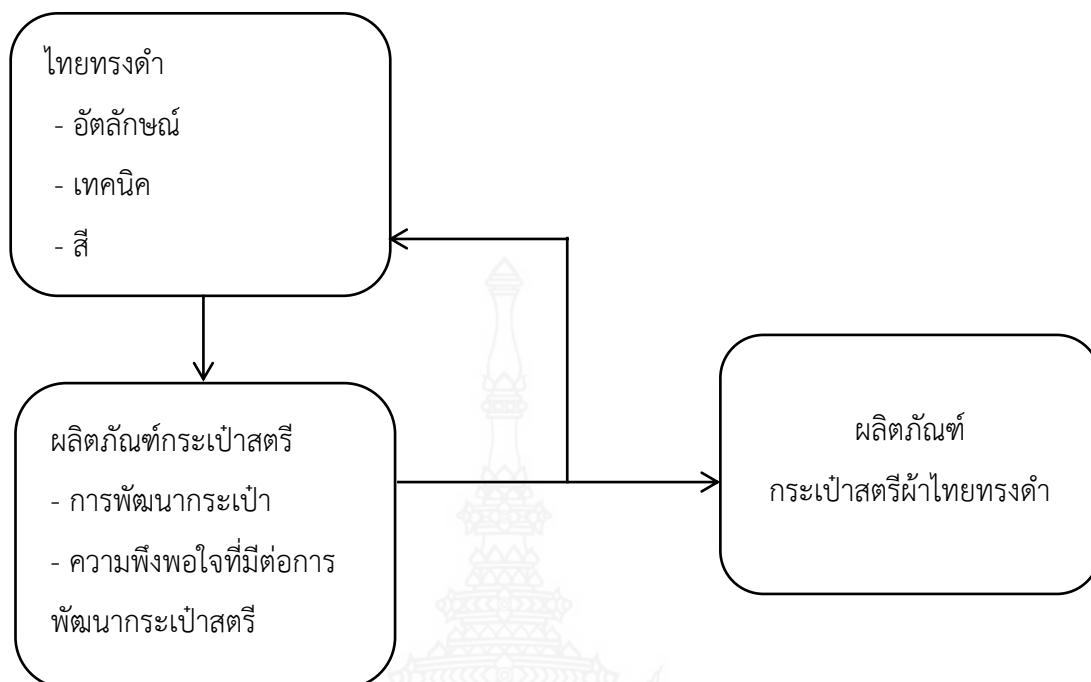 ไทยทรงดำ
- อัตลักษณ์
- เทคนิค
- สี
ผลิตภัณฑ์กระเป๋าสตรี
- การพัฒนากระเป๋า
- ความพึงพอใจที่มีต่อการ
พัฒนากระเป๋าสตรี
ผลิตภัณฑ์
กระเป๋าสตรีผ้าไทยทรงดำ